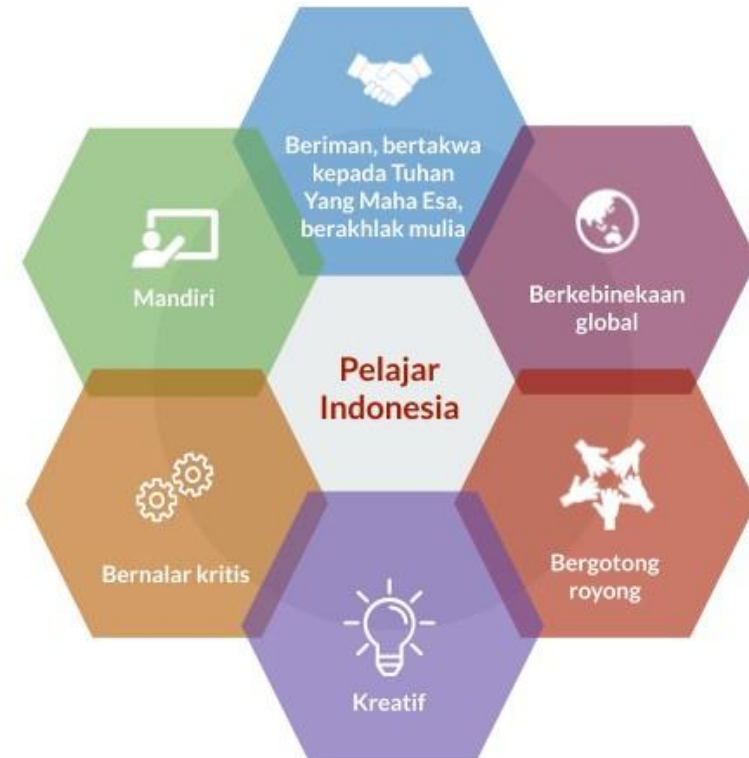 Beriman, bertakwa
kepada Tuhan
Yang Maha Esa,
berakhlak mulia
Mandiri
Berkebinekaan
global
Pelajar
Indonesia
Bernalar kritis
Bergotong
royong
Kreatif